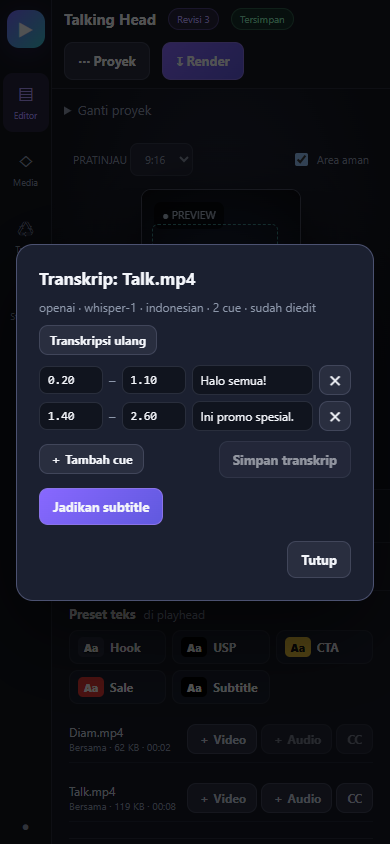 Talking Head Revisi 3 Tersimpan
··· Proyek ↧ Render
▤
Editor
▶ Ganti proyek
◇
Media
PRATINJAU 9:16 Area aman
● PREVIEW
Transkrip: Talk.mp4
openai · whisper-1 · indonesian · 2 cue · sudah diedit
Transkripsi ulang
0.20 – 1.10 Halo semua! ✕
1.40 – 2.60 Ini promo spesial. ✕
+ Tambah cue Simpan transkrip
Jadikan subtitle
Tutup
Preset teks di playhead
Aa Hook Aa USP Aa CTA
Aa Sale Aa Subtitle
Diam.mp4
Bersama · 62 KB · 00:02
+ Video + Audio CC
Talk.mp4
Bersama · 119 KB · 00:08
+ Video + Audio CC